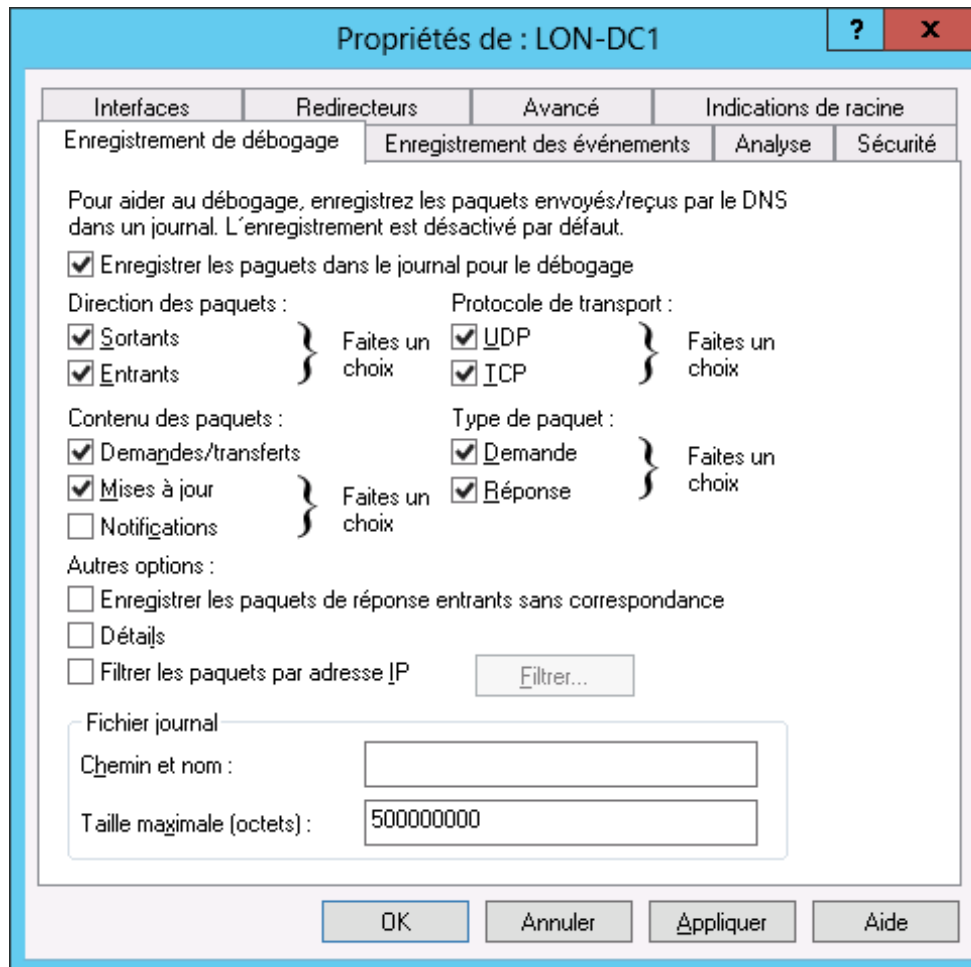 Propriétés de : LON-DC1
?
x
Interfaces
Redirecteurs
Avancé
Indications de racine
Enregistrement de débogage
Enregistrement des événements
Analyse
Sécurité
Pour aider au débogage, enregistrez les paquets envoyés/reçus par le DNS
dans un journal. L´enregistrement est désactivé par défaut.
Enregistrer les paguets dans le journal pour le débogage
Direction des paquets :
Protocole de transport :
Sortants
Entrants
Faites un
choix
UDP
TCP
Faites un
choix
Contenu des paquets :
Type de paquet :
Demandes/transferts
Mises à jour
Notifications
Faites un
choix
Demande
Réponse
Faites un
choix
Autres options :
Enregistrer les paquets de réponse entrants sans correspondance
Détails
Filtrer les paquets par adresse IP
Filtrer...
Fichier journal
Chemin et nom :
Taille maximale (octets) :
500000000
OK
Annuler
Appliquer
Aide